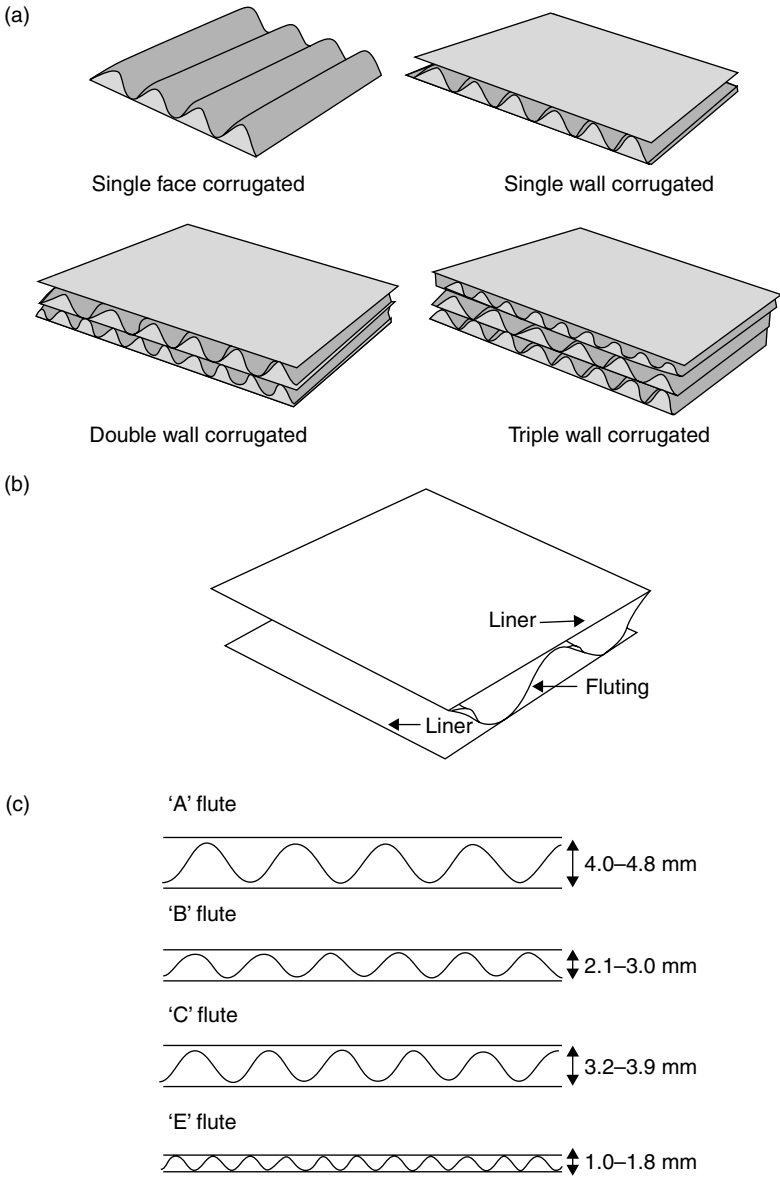 (a)
Single face corrugated
Single wall corrugated
Double wall corrugated
Triple wall corrugated
(b)
Liner
Fluting
Liner
(c)
‘A’ flute
4.0–4.8 mm
‘B’ flute
2.1–3.0 mm
‘C’ flute
3.2–3.9 mm
‘E’ flute
1.0–1.8 mm